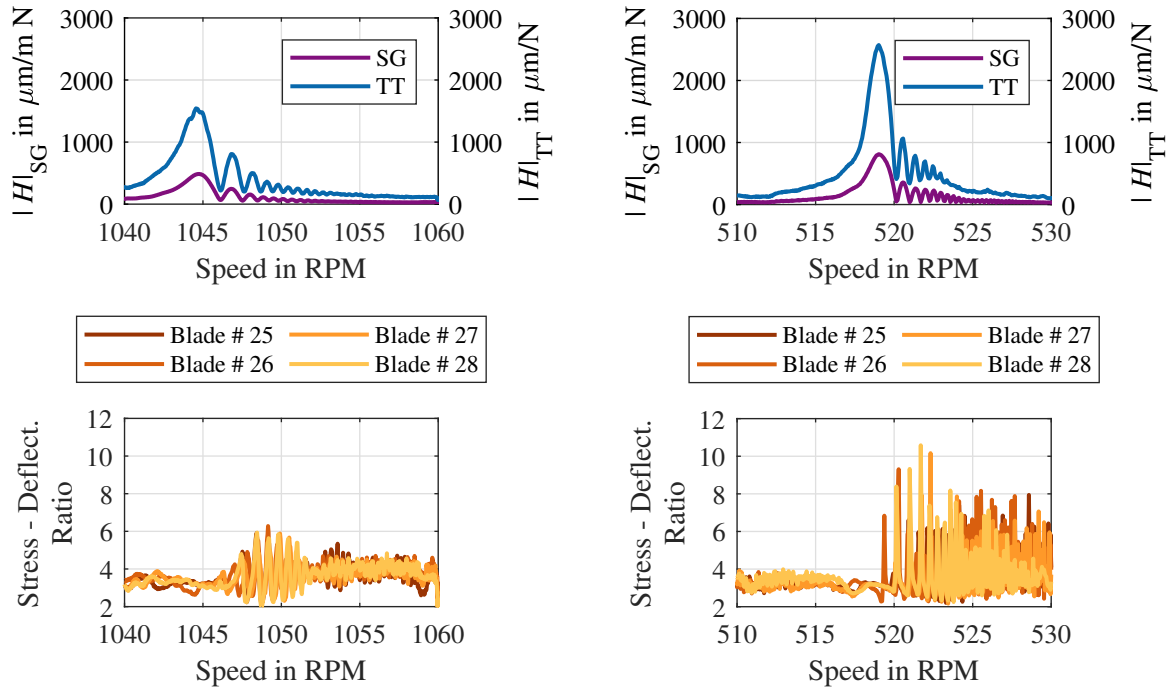 |H|SG in μm/m N
3000
2000
1000
0
SG
TT
3000
2000
1000
0
|H|TT in μm/N
1040 1045 1050 1055 1060
Speed in RPM
|H|SG in μm/m N
3000
2000
1000
0
SG
TT
3000
2000
1000
0
|H|TT in μm/N
510 515 520 525 530
Speed in RPM
Blade # 25 Blade # 27
Blade # 26 Blade # 28
Stress - Deflect.
Ratio
12
10
8
6
4
2
1040 1045 1050 1055 1060
Speed in RPM
Blade # 25 Blade # 27
Blade # 26 Blade # 28
Stress - Deflect.
Ratio
12
10
8
6
4
2
510 515 520 525 530
Speed in RPM